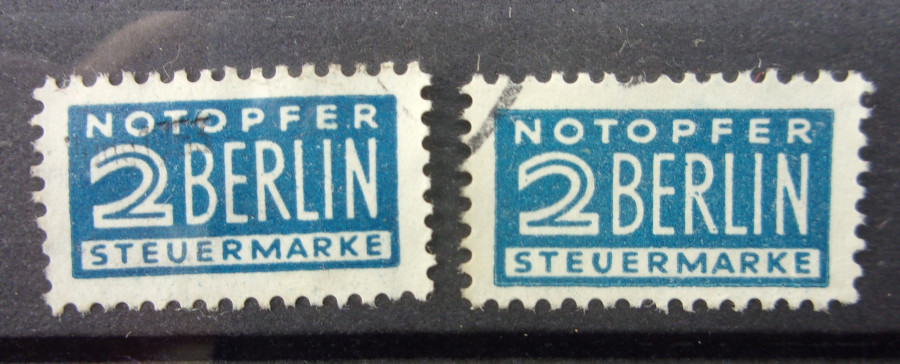 NOTOPFER
2 BERLIN
STEUERMARKE
NOTOPFER
2 BERLIN
STEUERMARKE